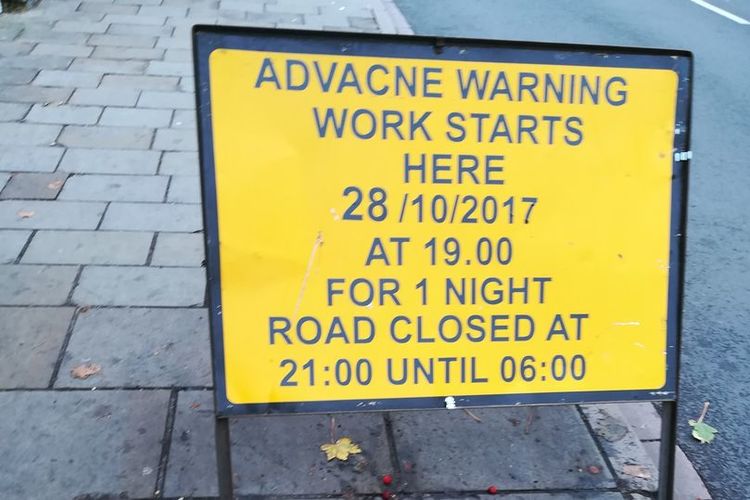 ADVACNE WARNING
WORK STARTS
HERE
28 /10/2017
AT 19.00
FOR 1 NIGHT
ROAD CLOSED AT
21:00 UNTIL 06:00